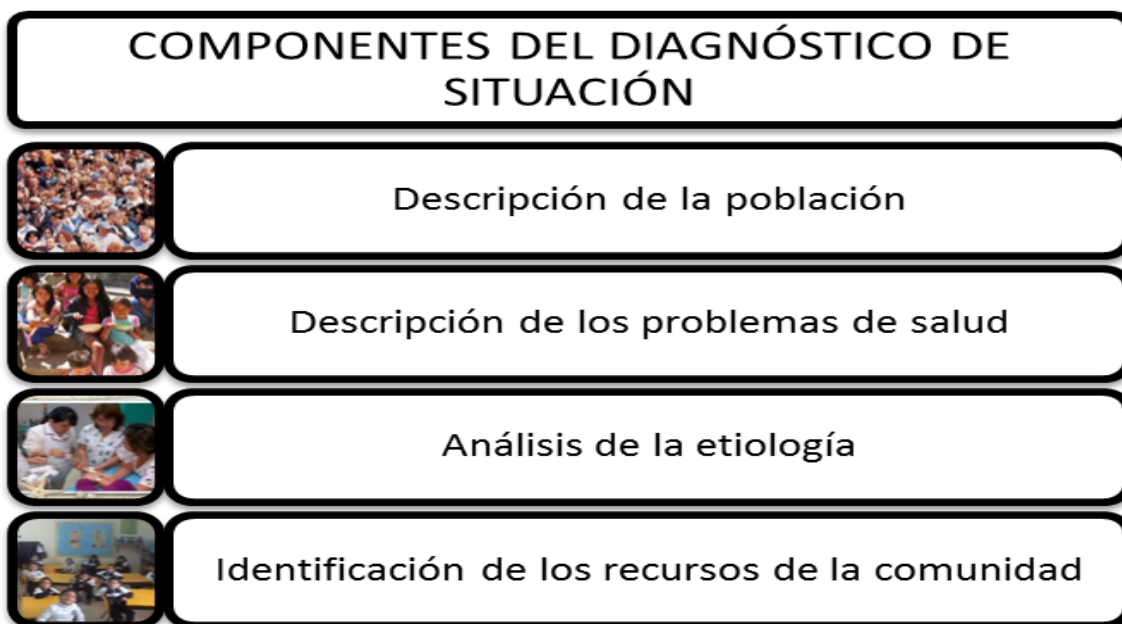 COMPONENTES DEL DIAGNÓSTICO DE
SITUACIÓN
Descripción de la población
Descripción de los problemas de salud
Análisis de la etiología
Identificación de los recursos de la comunidad